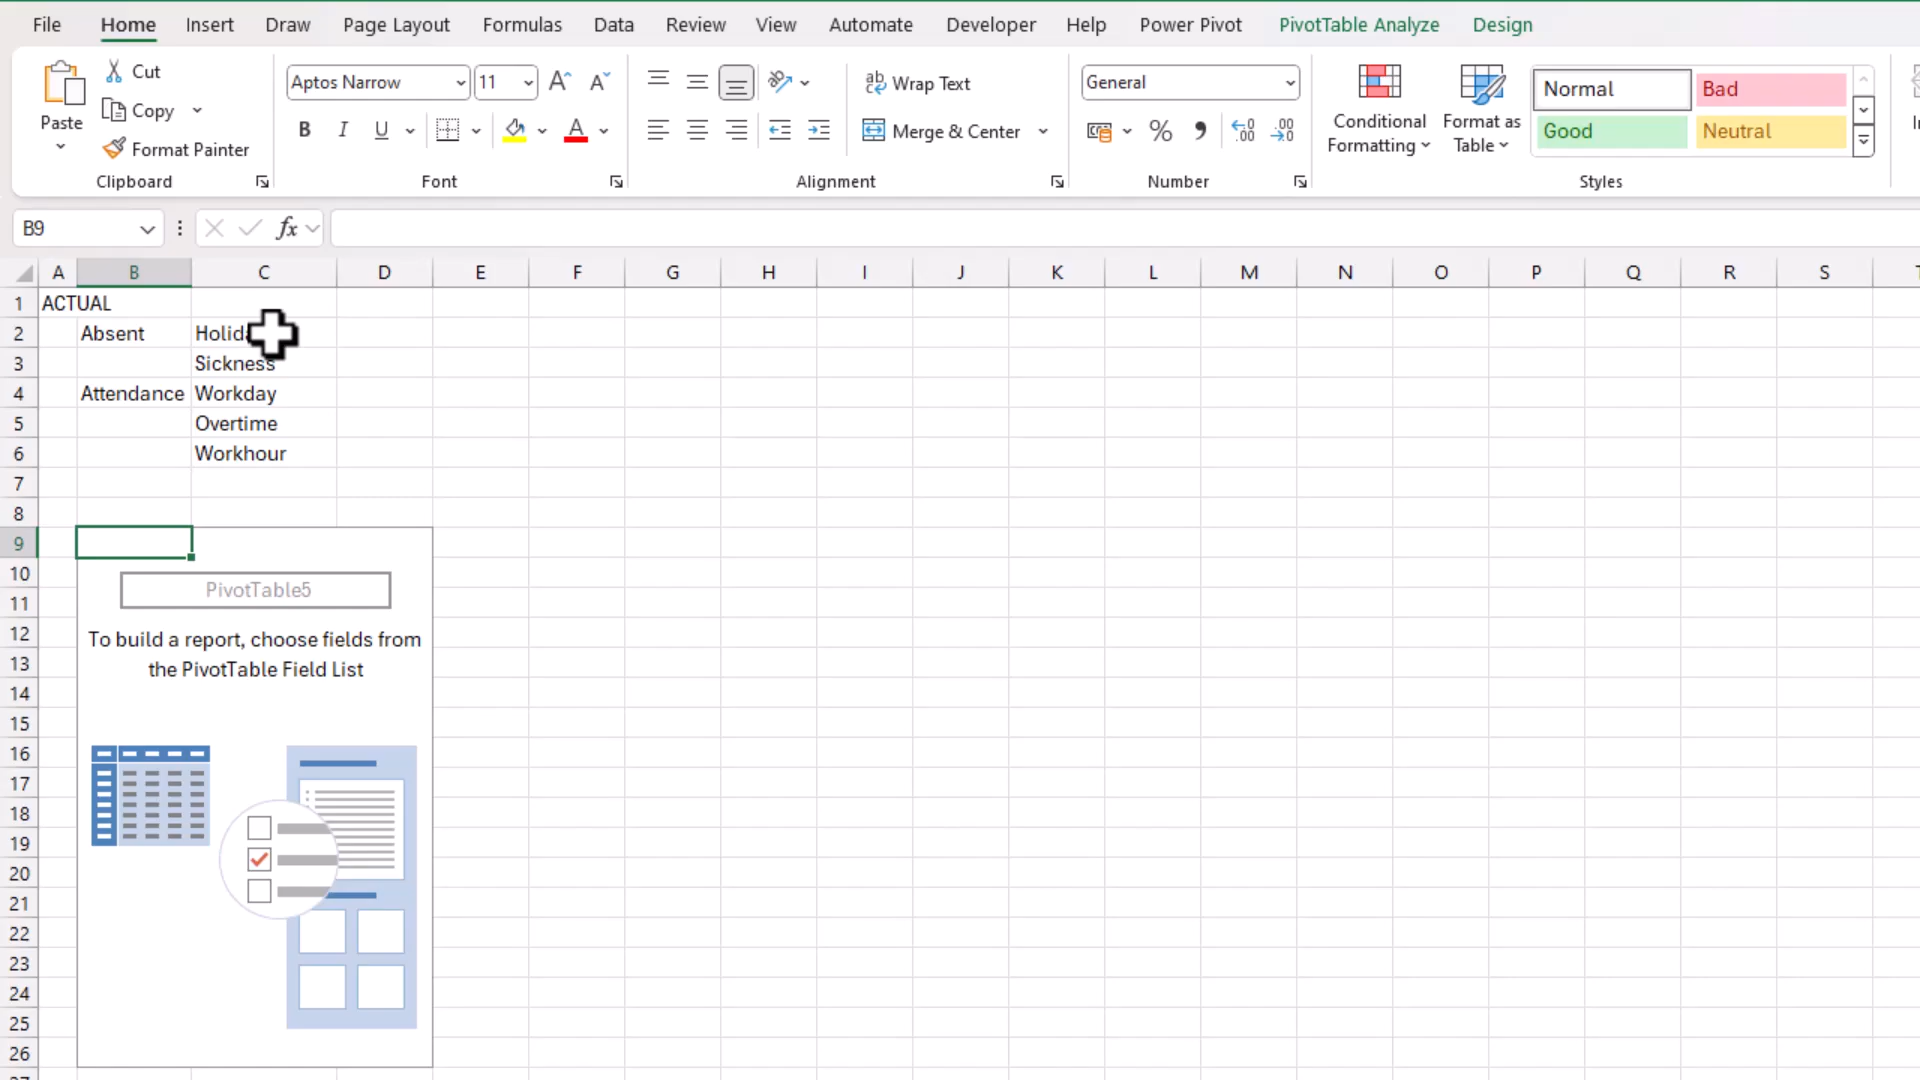 File Home Insert Draw Page Layout Formulas Data Review View Automate Developer Help Power Pivot PivotTable Analyze Design
Paste
Cut
Copy
Format Painter
Clipboard
Aptos Narrow 11
B I U
Font
ab Wrap Text
Merge & Center
Alignment
General
Number
Conditional Formatting
Format as Table
Normal Bad
Good Neutral
Styles
B9 fx
A B C D E F G H I J K L M N O P Q R S
1 ACTUAL
2 Absent
3 Sickness
4 Attendance Workday
5 Overtime
6 Workhour
7
8
9
10 PivotTable5
11
12 To build a report, choose fields from
13 the PivotTable Field List
14
15
16
17
18
19
20
21
22
23
24
25
26